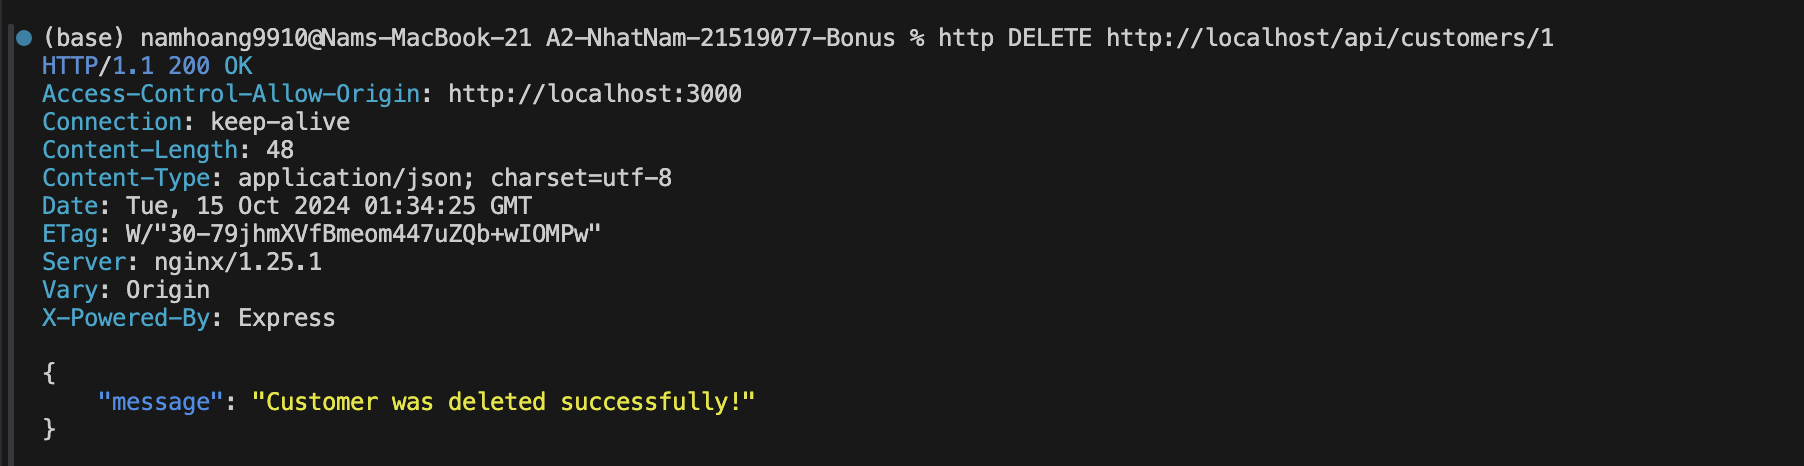 (base) namhoang9910@Nams-MacBook-21 A2-NhatNam-21519077-Bonus % http DELETE http://localhost/api/customers/1
HTTP/1.1 200 OK
Access-Control-Allow-Origin: http://localhost:3000
Connection: keep-alive
Content-Length: 48
Content-Type: application/json; charset=utf-8
Date: Tue, 15 Oct 2024 01:34:25 GMT
ETag: W/"30-79jhmXVfBmeom447uZQb+wIOMPw"
Server: nginx/1.25.1
Vary: Origin
X-Powered-By: Express
{
    "message": "Customer was deleted successfully!"
}